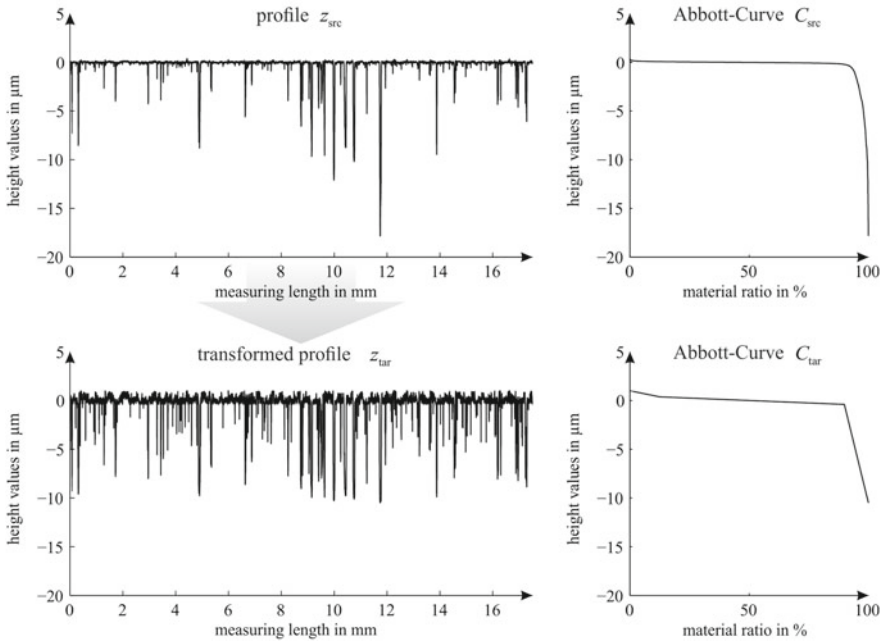 profile z_src
5
0
−5
−10
−15
−20
height values in µm
0 2 4 6 8 10 12 14 16
measuring length in mm
Abbott-Curve C_src
5
0
−5
−10
−15
−20
height values in µm
0 50 100
material ratio in %
transformed profile z_tar
5
0
−5
−10
−15
−20
height values in µm
0 2 4 6 8 10 12 14 16
measuring length in mm
Abbott-Curve C_tar
5
0
−5
−10
−15
−20
height values in µm
0 50 100
material ratio in %